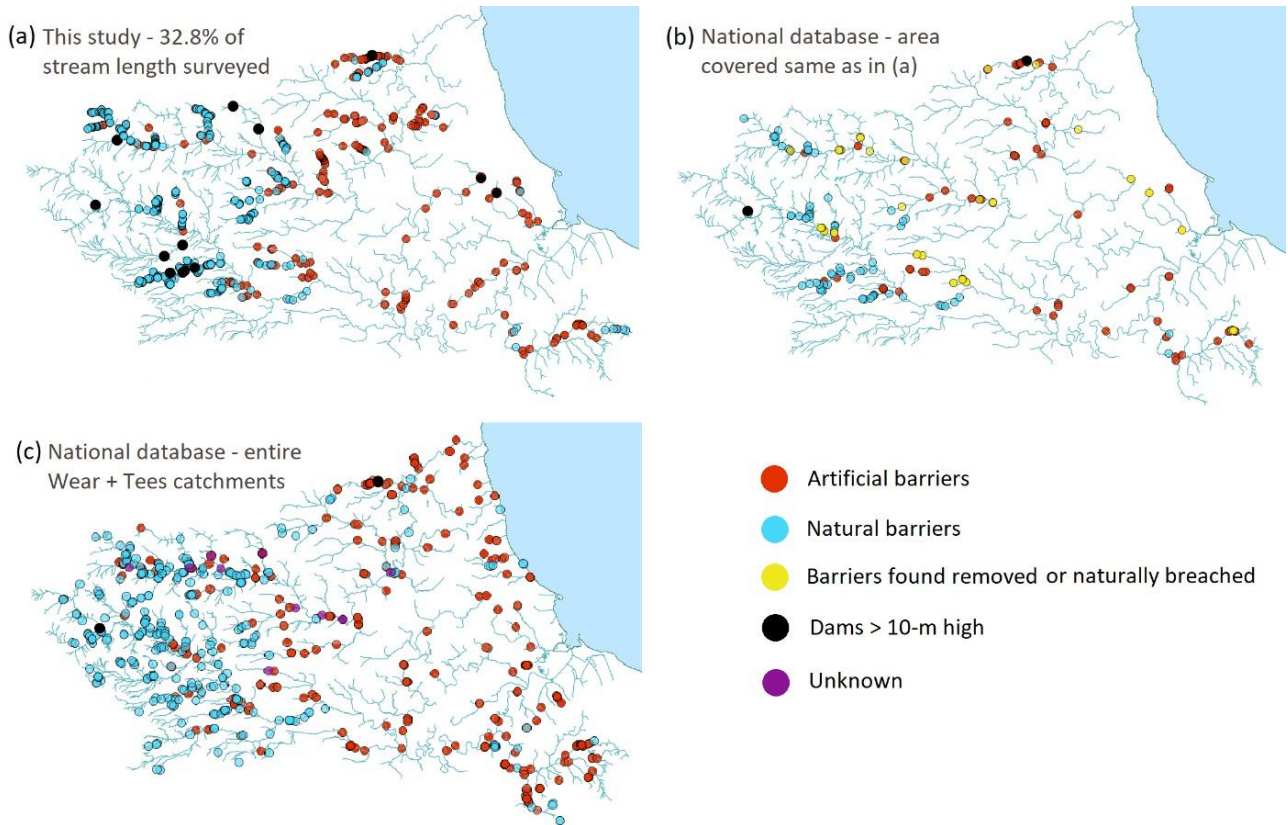 (a) This study - 32.8% of
stream length surveyed
(b) National database - area
covered same as in (a)
(c) National database - entire
Wear + Tees catchments
Artificial barriers
Natural barriers
Barriers found removed or naturally breached
Dams > 10-m high
Unknown